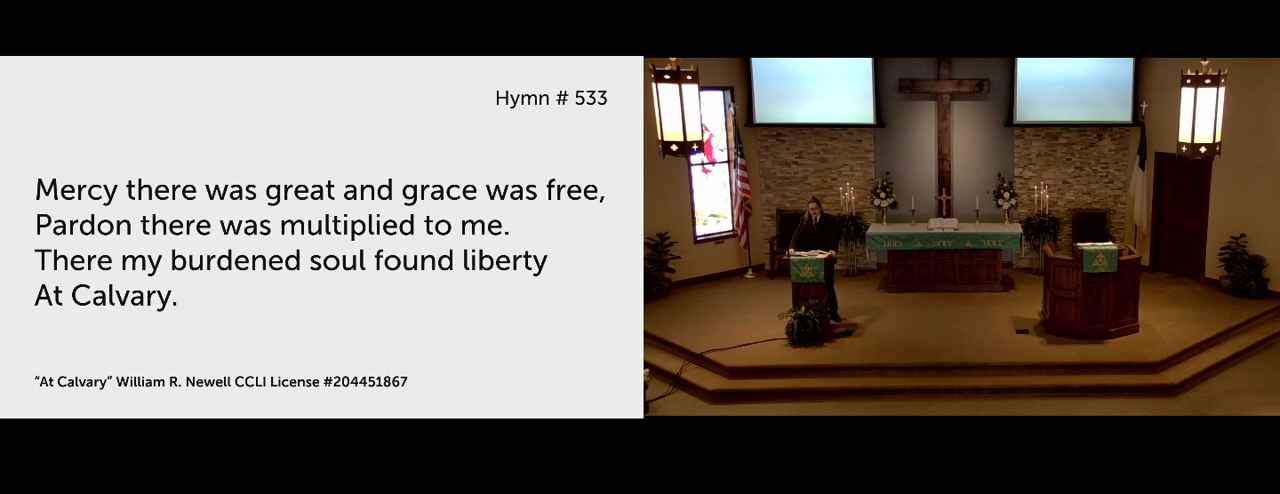 Hymn # 533
Mercy there was great and grace was free,
Pardon there was multiplied to me.
There my burdened soul found liberty
At Calvary.
“At Calvary” William R. Newell CCLI License #204451867
HOLY HOLY HOLY